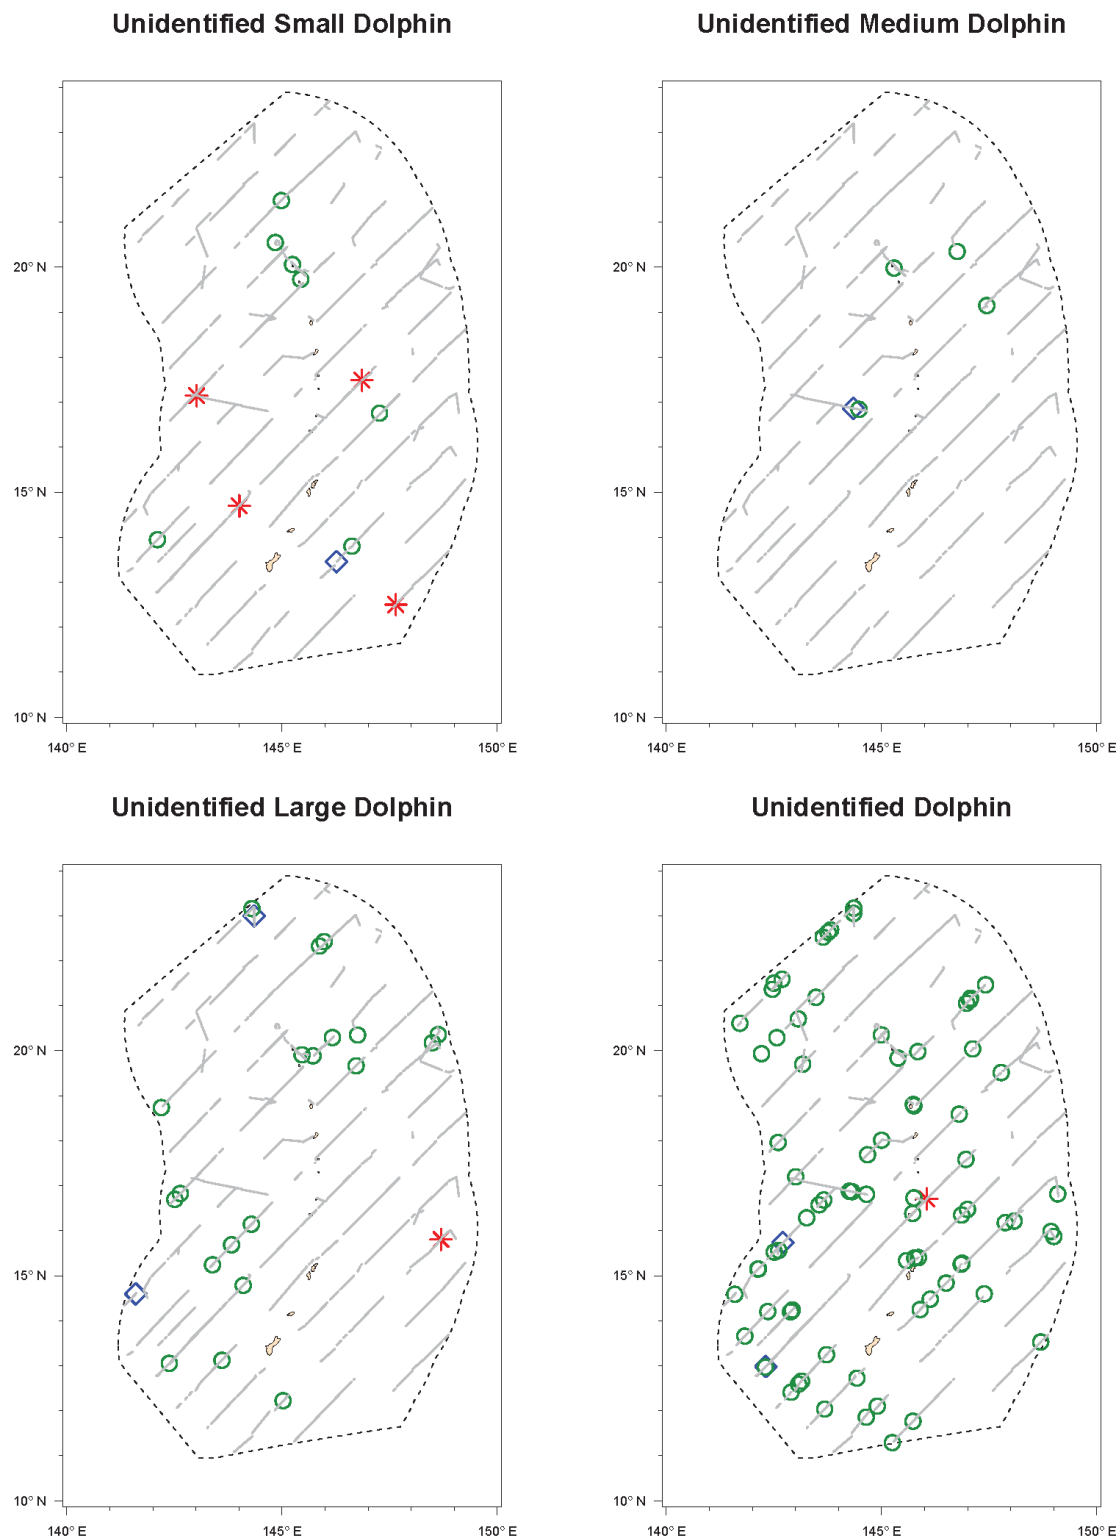 Unidentified Small Dolphin
Unidentified Medium Dolphin
20° N
20° N
15° N
15° N
10° N
10° N
140° E
145° E
150° E
140° E
145° E
150° E
Unidentified Large Dolphin
Unidentified Dolphin
20° N
20° N
15° N
15° N
10° N
10° N
140° E
145° E
150° E
140° E
145° E
150° E